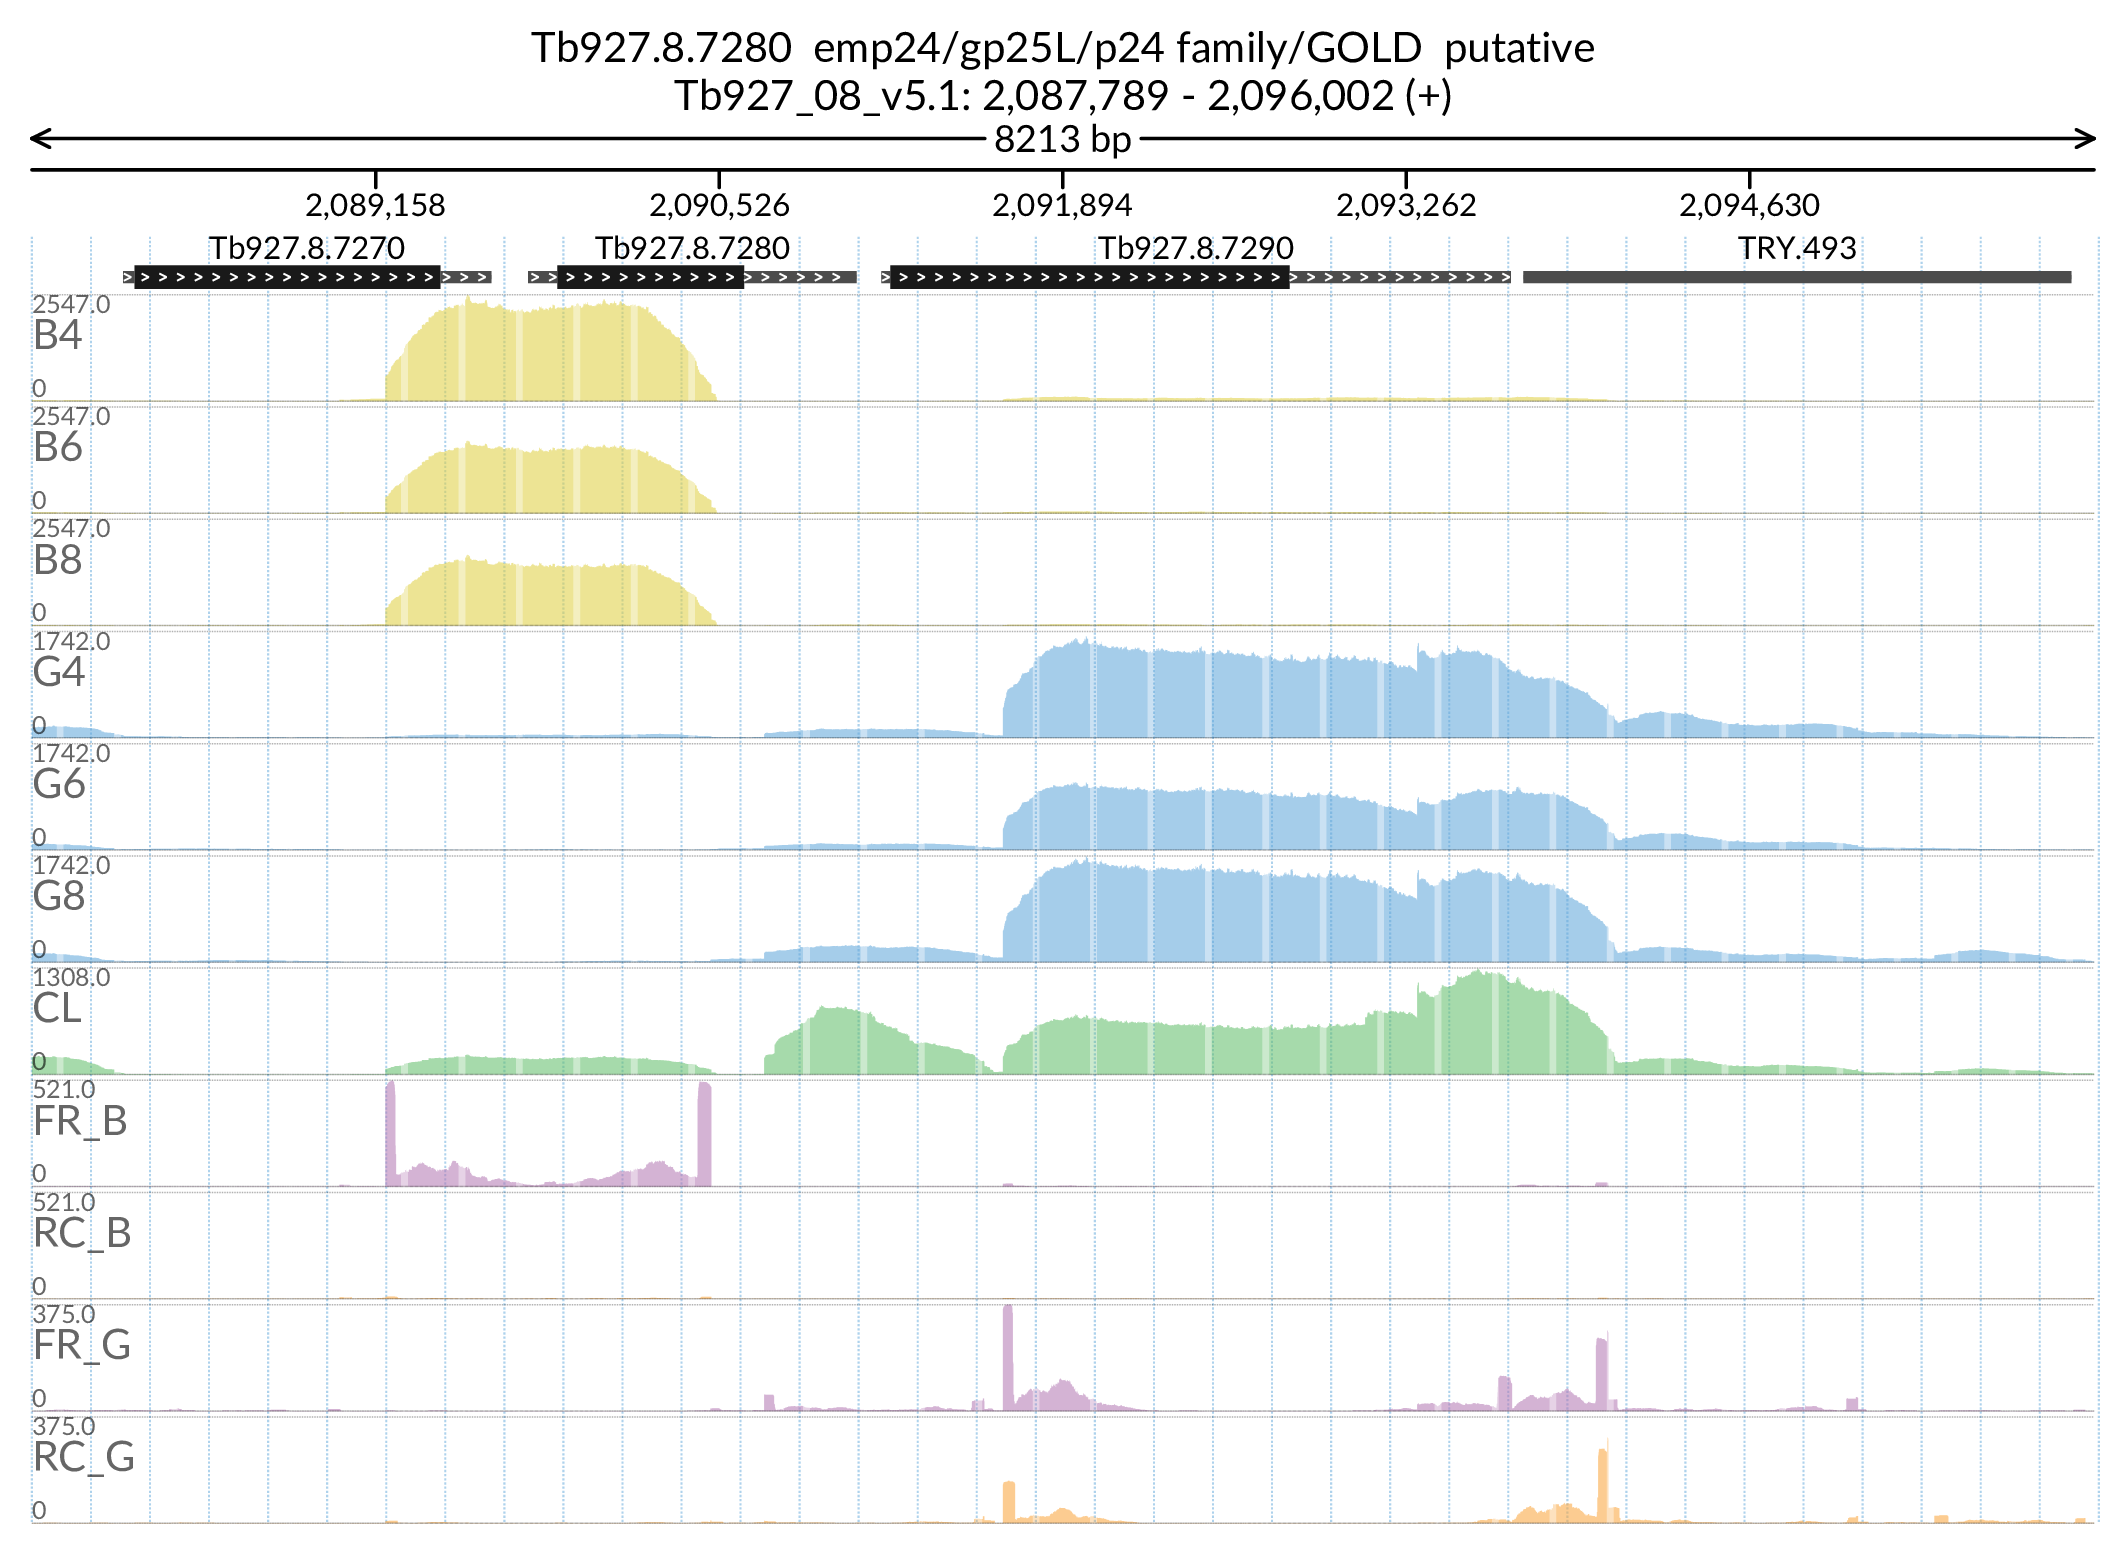 Tb927.8.7280 emp24/gp25L/p24 family/GOLD putative
Tb927_08_v5.1: 2,087,789 - 2,096,002 (+)
8213 bp
2,089,158 2,090,526 2,091,894 2,093,262 2,094,630
Tb927.8.7270 Tb927.8.7280 Tb927.8.7290 TRY.493
2547.0
B4
0
2547.0
B6
0
2547.0
B8
0
1742.0
G4
0
1742.0
G6
0
1742.0
G8
0
1308.0
CL
0
521.0
FR_B
0
521.0
RC_B
0
375.0
FR_G
0
375.0
RC_G
0